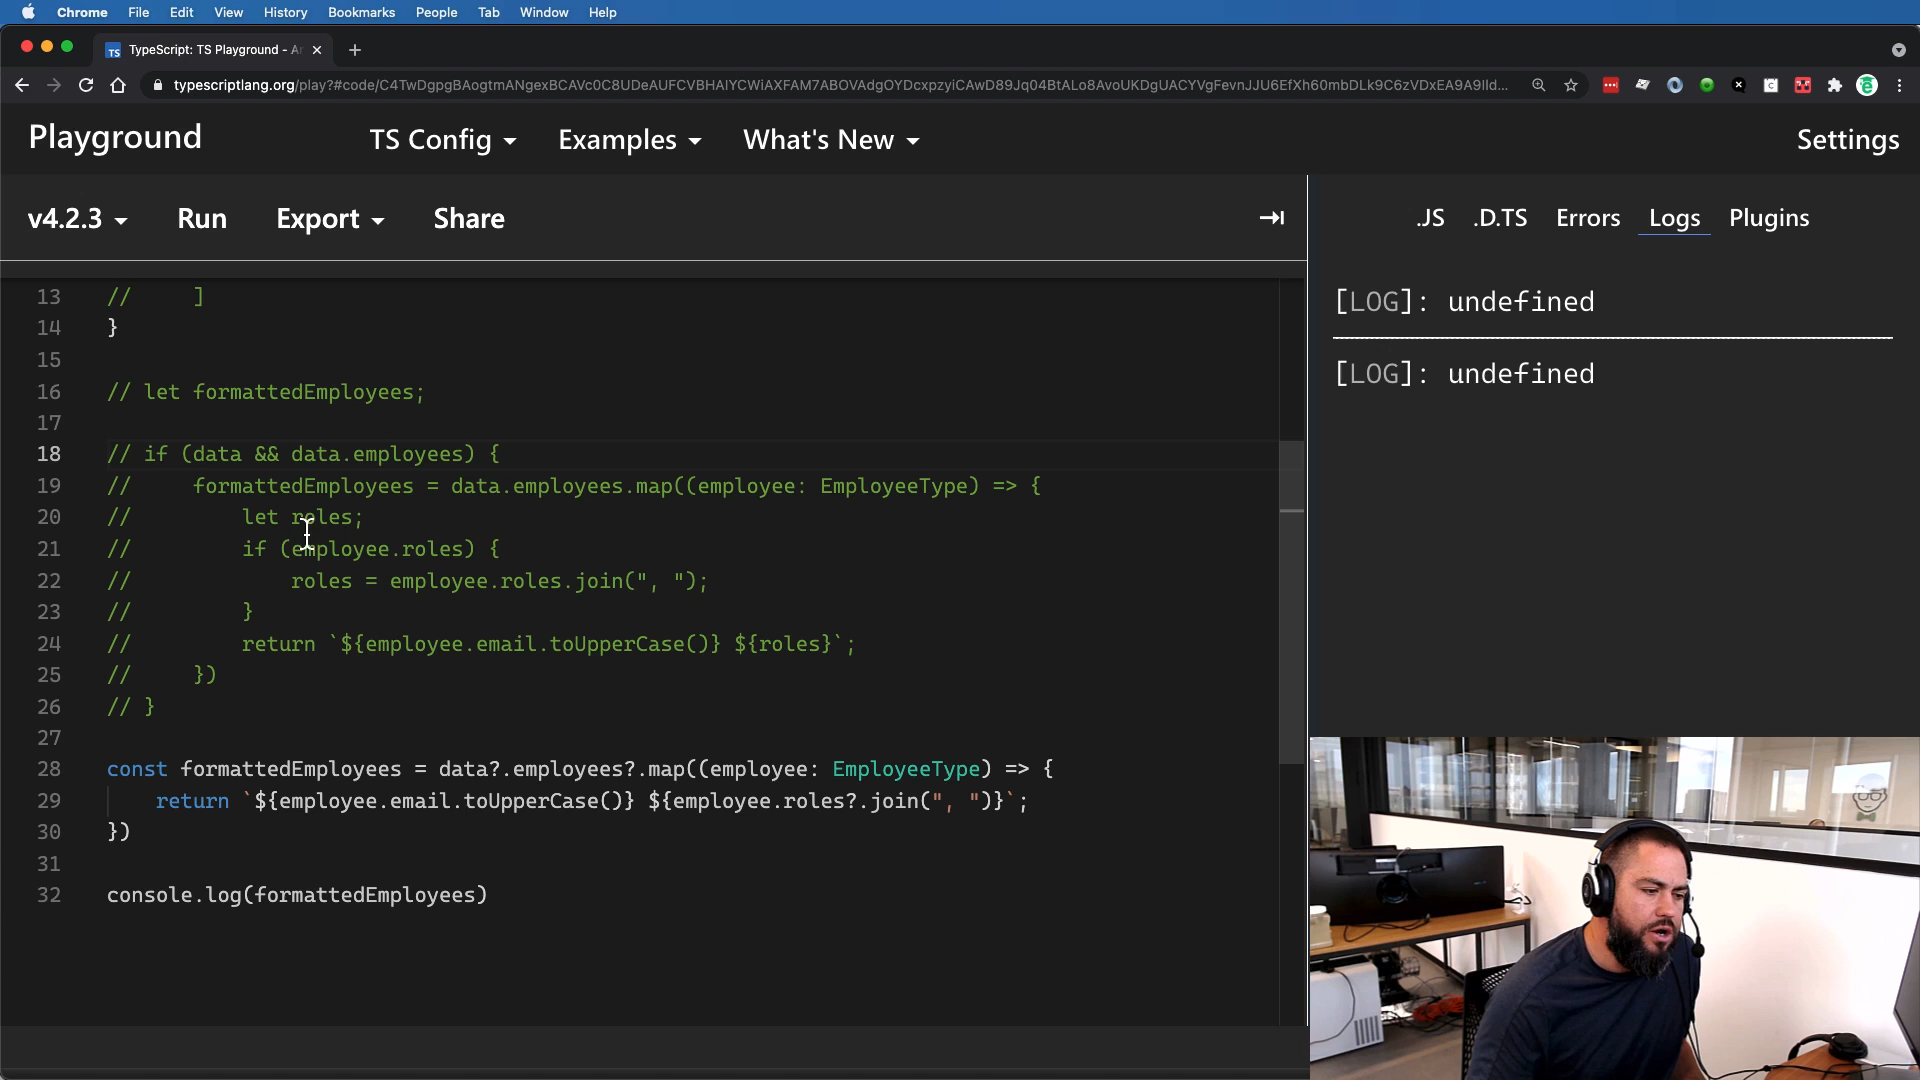 Chrome File Edit View History Bookmarks People Tab Window Help
TS TypeScript: TS Playground - A
typescriptlang.org/play?#code/C4TwDgpgBAogtmANgexBCAVc0C8UDeAUFCVBHAIYCWiAXFAM7ABOVAdgOYDcxpzyiCAwD89Jq04BtALo8AvoUKDgUACYVgFevnJJU6EfXh60mbDLk9C6zVDxEA9A9Ild...
Playground TS Config Examples What's New Settings
v4.2.3 Run Export Share .JS .D.TS Errors Logs Plugins
13 // ]
14 }
15
16 // let formattedEmployees;
17
18 // if (data && data.employees) {
19 // formattedEmployees = data.employees.map((employee: EmployeeType) => {
20 // let roles;
21 // if (employee.roles) {
22 // roles = employee.roles.join(", ");
23 // }
24 // return `${employee.email.toUpperCase()} ${roles}`;
25 // })
26 // }
27
28 const formattedEmployees = data?.employees?.map((employee: EmployeeType) => {
29 return `${employee.email.toUpperCase()} ${employee.roles?.join(", ")}`;
30 })
31
32 console.log(formattedEmployees)
[LOG]: undefined
[LOG]: undefined